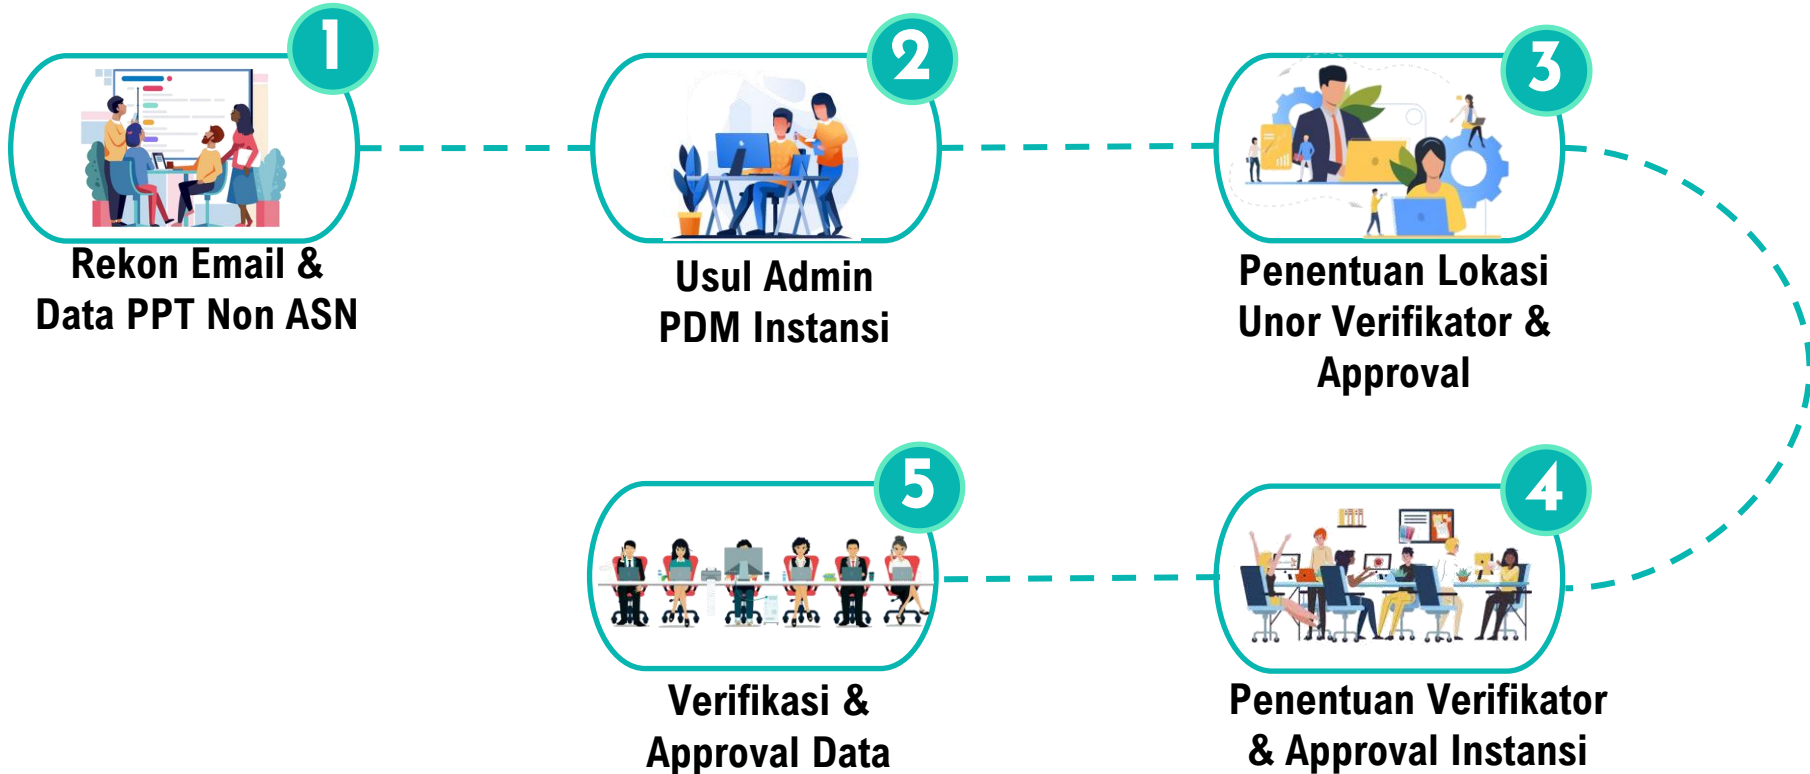 1
Rekon Email &
Data PPT Non ASN
2
Usul Admin
PDM Instansi
3
Penentuan Lokasi
Unor Verifikator &
Approval
4
Penentuan Verifikator
& Approval Instansi
5
Verifikasi &
Approval Data